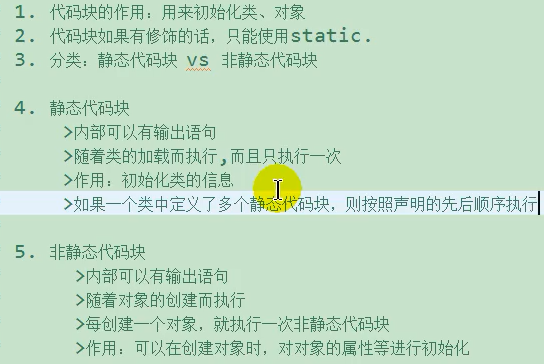 1. 代码块的作用：用来初始化类、对象
2. 代码块如果有修饰的话，只能使用static.
3. 分类：静态代码块 vs 非静态代码块
4. 静态代码块
>内部可以有输出语句
>随着类的加载而执行,而且只执行一次
>作用：初始化类的信息
>如果一个类中定义了多个静态代码块，则按照声明的先后顺序执行
5. 非静态代码块
>内部可以有输出语句
>随着对象的创建而执行
>每创建一个对象，就执行一次非静态代码块
>作用：可以在创建对象时，对对象的属性等进行初始化